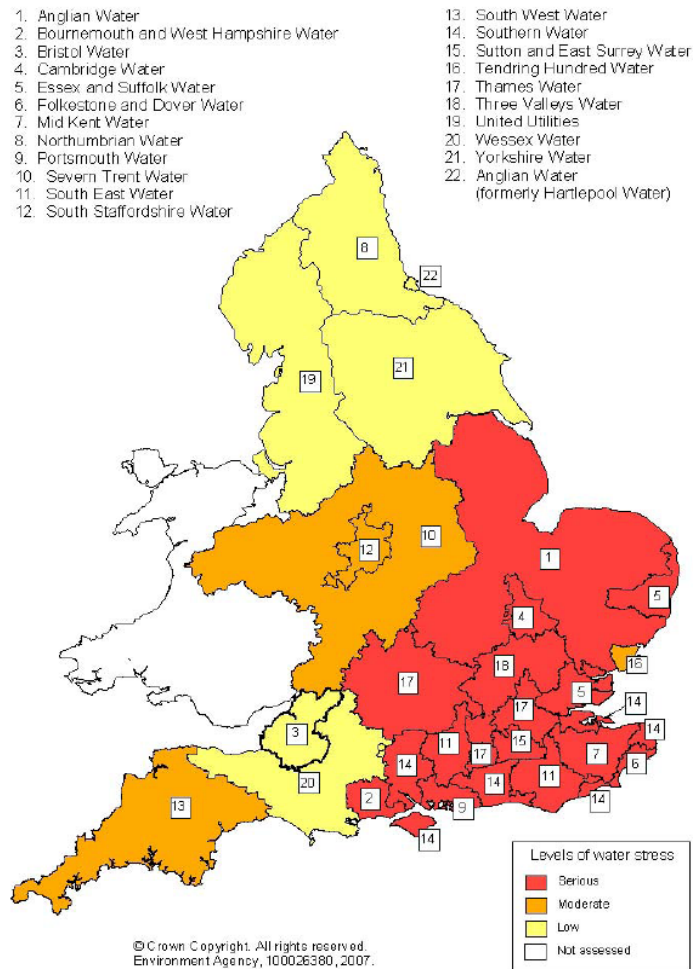 1. Anglian Water
2. Bournemouth and West Hampshire Water
3. Bristol Water
4. Cambridge Water
5. Essex and Suffolk Water
6. Folkestone and Dover Water
7. Mid Kent Water
8. Northumbrian Water
9. Portsmouth Water
10. Severn Trent Water
11. South East Water
12. South Staffordshire Water
13. South West Water
14. Southern Water
15. Sutton and East Surrey Water
16. Tendring Hundred Water
17. Thames Water
18. Three Valleys Water
19. United Utilities
20. Wessex Water
21. Yorkshire Water
22. Anglian Water
(formerly Hartlepool Water)
8
22
21
19
10
12
1
5
4
16
18
17
5
17
14
3
14
15
11
7
17
14
6
11
20
14
2
13
9
14
14
Levels of water stress
Serious
Moderate
Low
Not assessed
© Crown Copyright. All rights reserved.
Environment Agency, 100026380, 2007.